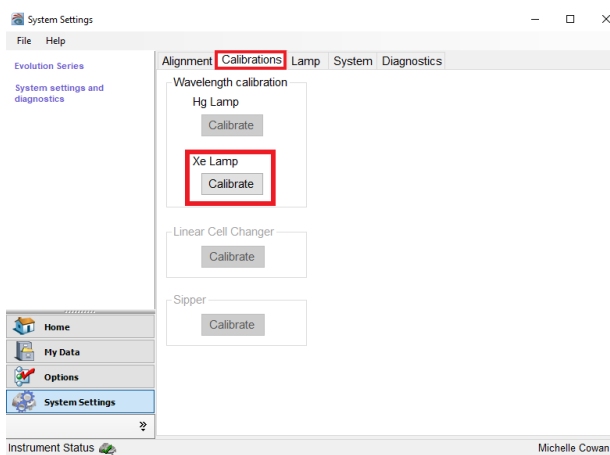 System Settings
File Help
Evolution Series
System settings and
diagnostics
Alignment Calibrations Lamp System Diagnostics
Wavelength calibration
Hg Lamp
Calibrate
Xe Lamp
Calibrate
Linear Cell Changer
Calibrate
Sipper
Calibrate
Home
My Data
Options
System Settings
Instrument Status
Michelle Cowan